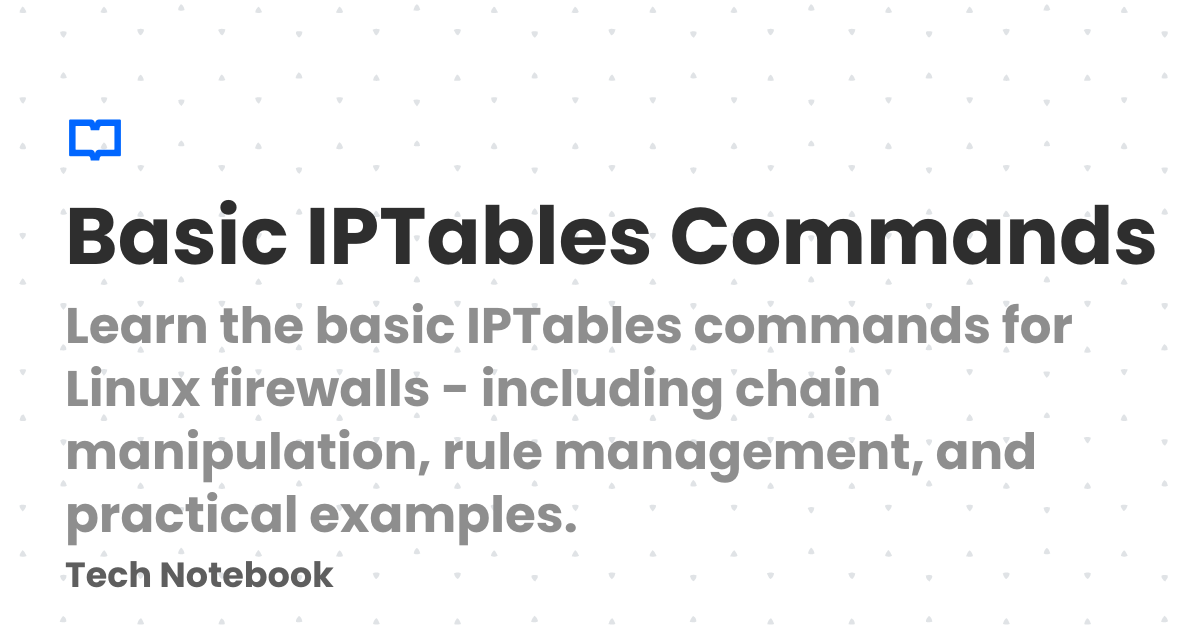 Basic IPTables Commands
Learn the basic IPTables commands for
Linux firewalls - including chain
manipulation, rule management, and
practical examples.
Tech Notebook